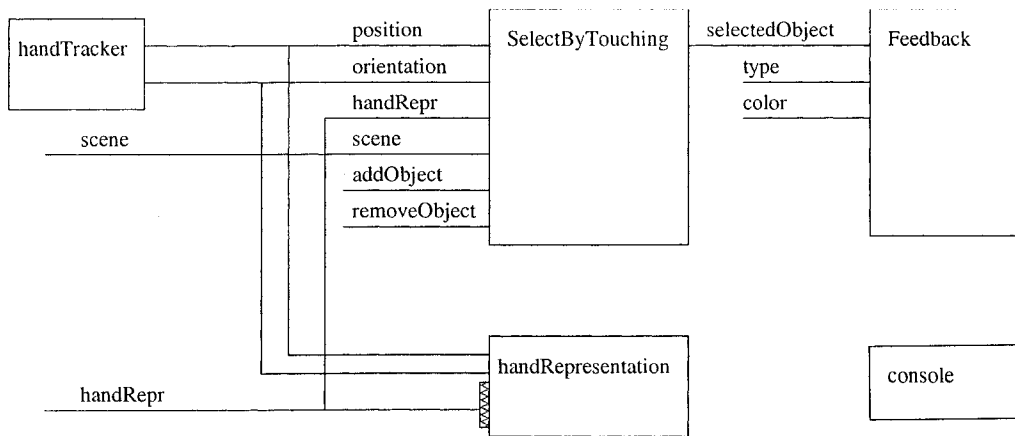 handTracker
position
SelectByTouching
selectedObject
Feedback
orientation
type
handRepr
color
scene
scene
addObject
removeObject
handRepresentation
handRepr
console